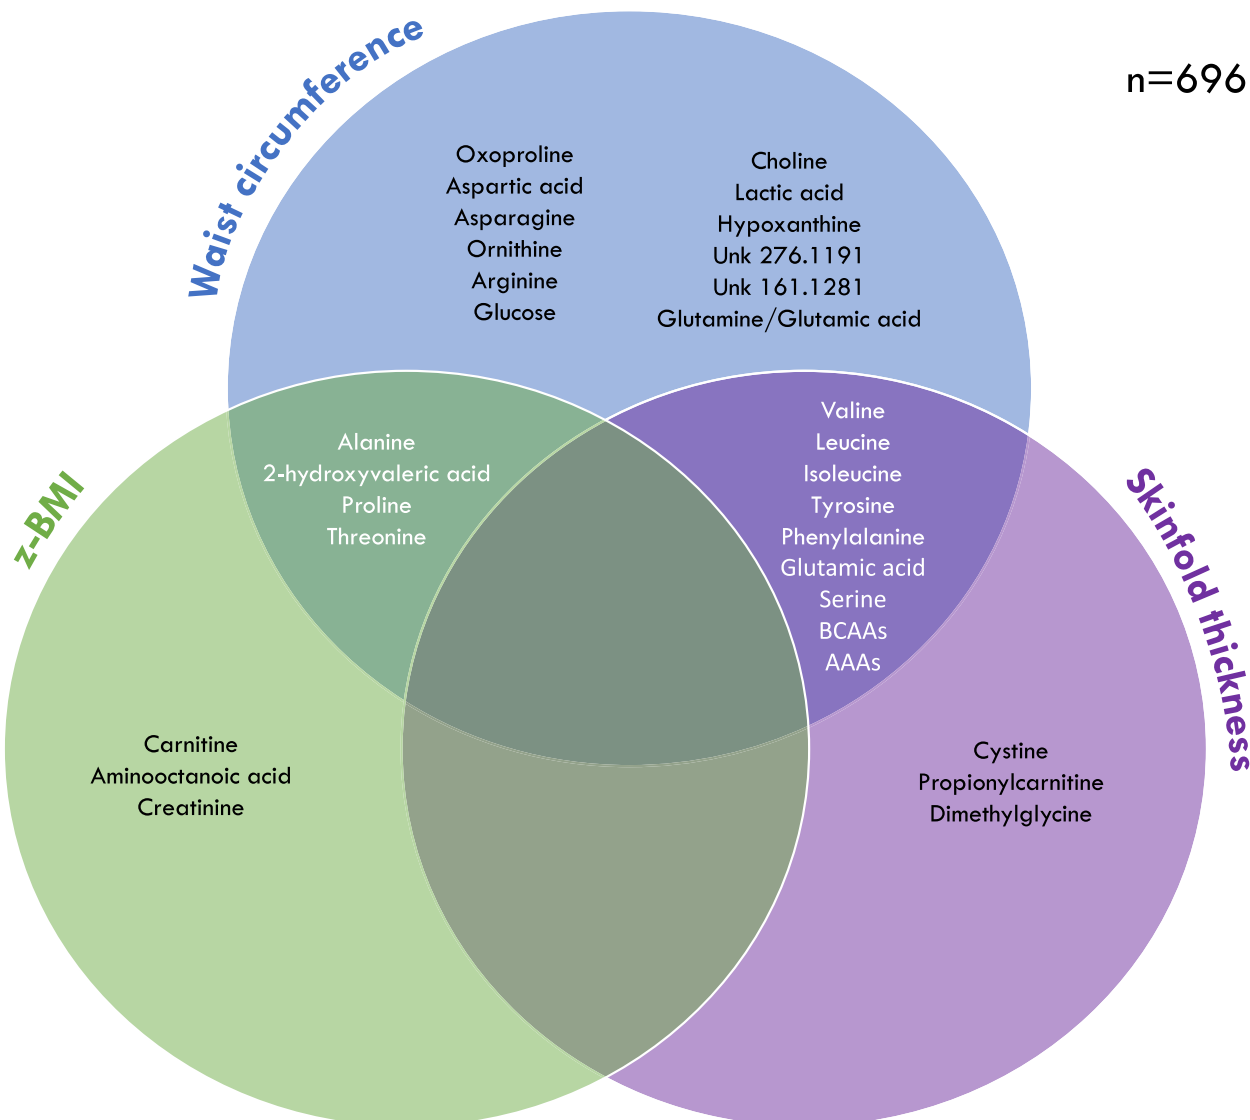 Waist circumference
n=696
Oxoproline
Aspartic acid
Asparagine
Ornithine
Arginine
Glucose
Choline
Lactic acid
Hypoxanthine
Unk 276.1191
Unk 161.1281
Glutamine/Glutamic acid
z-BMI
Alanine
2-hydroxyvaleric acid
Proline
Threonine
Valine
Leucine
Isoleucine
Tyrosine
Phenylalanine
Glutamic acid
Serine
BCAAs
AAAs
Skinfold thickness
Carnitine
Aminooctanoic acid
Creatinine
Cystine
Propionylcarnitine
Dimethylglycine